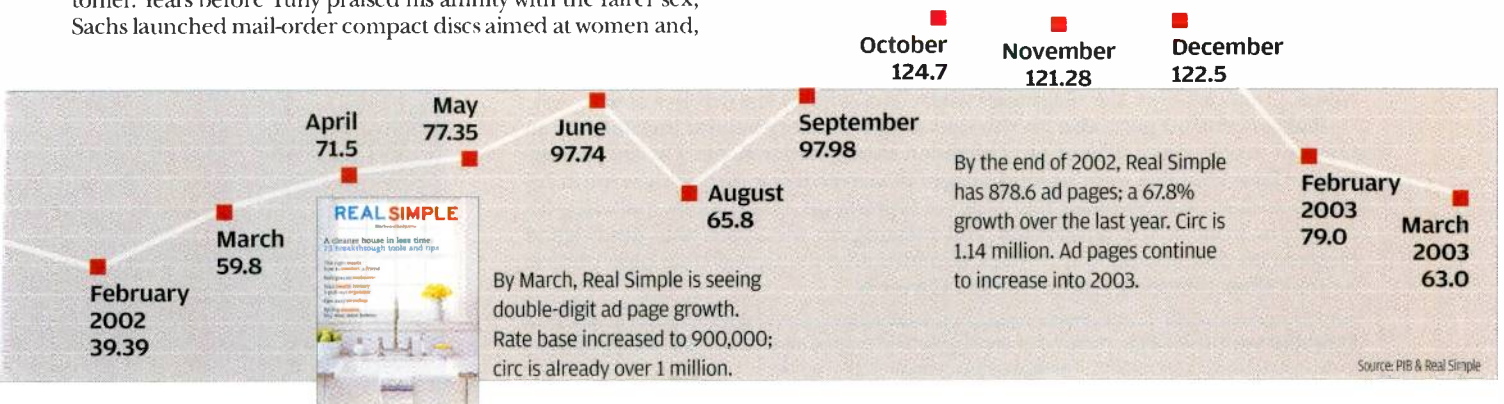 Sachs launched mail-order compact discs aimed at women and,
October
124.7
November
121.28
December
122.5
February
2002
39.39
March
59.8
April
71.5
May
77.35
June
97.74
August
65.8
September
97.98
February
2003
79.0
March
2003
63.0
REAL SIMPLE
A cleaner house in less time
By March, Real Simple is seeing
double-digit ad page growth.
Rate base increased to 900,000;
circ is already over 1 million.
By the end of 2002, Real Simple
has 878.6 ad pages; a 67.8%
growth over the last year. Circ is
1.14 million. Ad pages continue
to increase into 2003.
Source: PIB & Real Simple